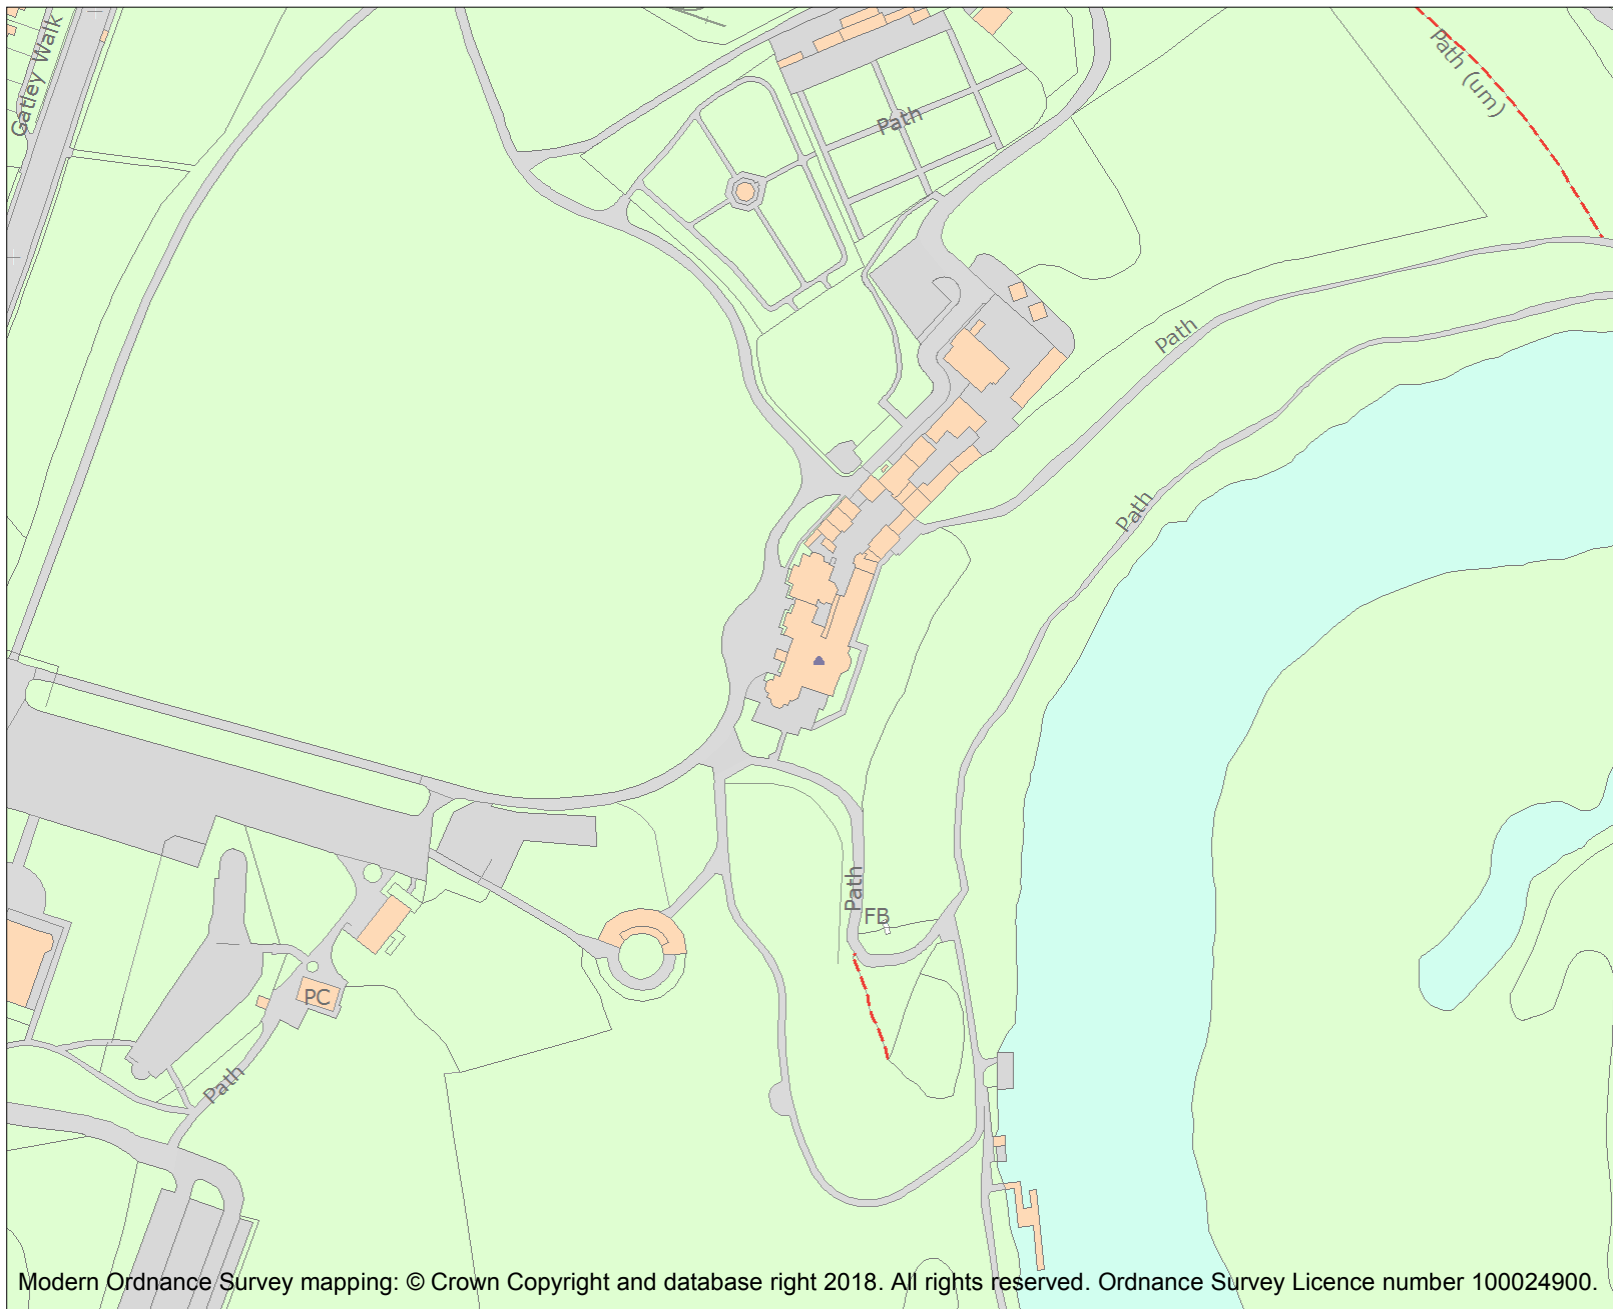 Gatley Walk
Path (um)
Path
Path
Path
Path
FB
PC
Path
Modern Ordnance Survey mapping: © Crown Copyright and database right 2018. All rights reserved. Ordnance Survey Licence number 100024900.